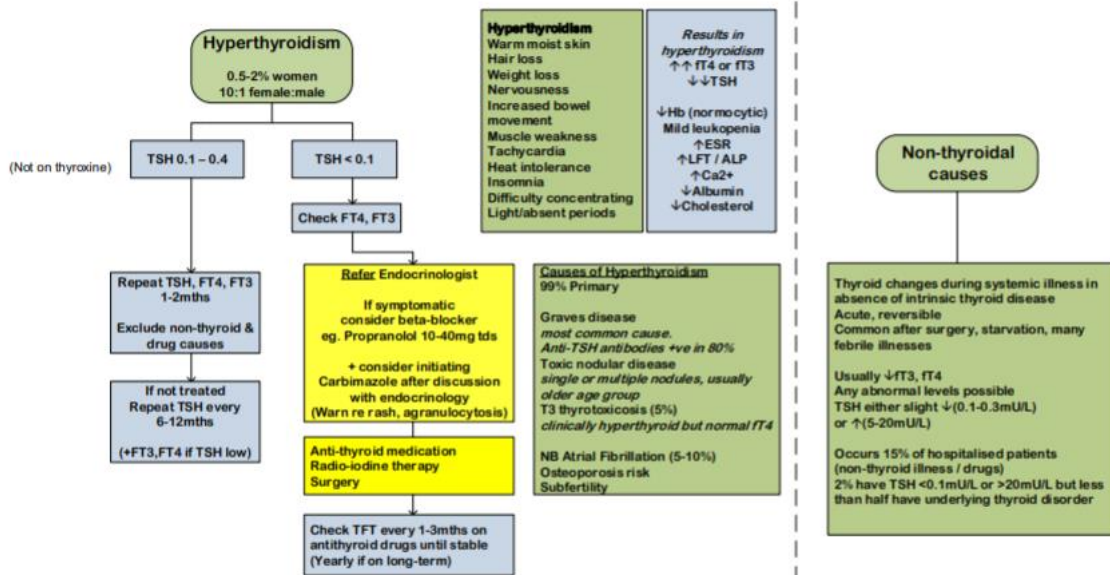 Hyperthyroidism
0.5-2% women
10:1 female:male
(Not on thyroxine)
TSH 0.1 – 0.4
TSH < 0.1
Check FT4, FT3
Repeat TSH, FT4, FT3
1-2mths
Exclude non-thyroid &
drug causes
If not treated
Repeat TSH every
6-12mths
(+FT3,FT4 if TSH low)
Refer Endocrinologist
If symptomatic
consider beta-blocker
eg. Propranolol 10-40mg tds
+ consider initiating
Carbimazole after discussion
with endocrinology
(Warn re rash, agranulocytosis)
Anti-thyroid medication
Radio-iodine therapy
Surgery
Check TFT every 1-3mths on
antithyroid drugs until stable
(Yearly if on long-term)
Hyperthyroidism
Warm moist skin
Hair loss
Weight loss
Nervousness
Increased bowel
movement
Muscle weakness
Tachycardia
Heat intolerance
Insomnia
Difficulty concentrating
Light/absent periods
Results in
hyperthyroidism
↑↑ fT4 or fT3
↓↓TSH
↓Hb (normocytic)
Mild leukopenia
↑ESR
↑LFT / ALP
↑Ca2+
↓Albumin
↓Cholesterol
Causes of Hyperthyroidism
99% Primary
Graves disease
most common cause.
Anti-TSH antibodies +ve in 80%
Toxic nodular disease
single or multiple nodules, usually
older age group
T3 thyrotoxicosis (5%)
clinically hyperthyroid but normal fT4
NB Atrial Fibrillation (5-10%)
Osteoporosis risk
Subfertility
Non-thyroidal
causes
Thyroid changes during systemic illness in
absence of intrinsic thyroid disease
Acute, reversible
Common after surgery, starvation, many
febrile illnesses
Usually ↓fT3, fT4
Any abnormal levels possible
TSH either slight ↓(0.1-0.3mU/L)
or ↑(5-20mU/L)
Occurs 15% of hospitalised patients
(non-thyroid illness / drugs)
2% have TSH <0.1mU/L or >20mU/L but less
than half have underlying thyroid disorder